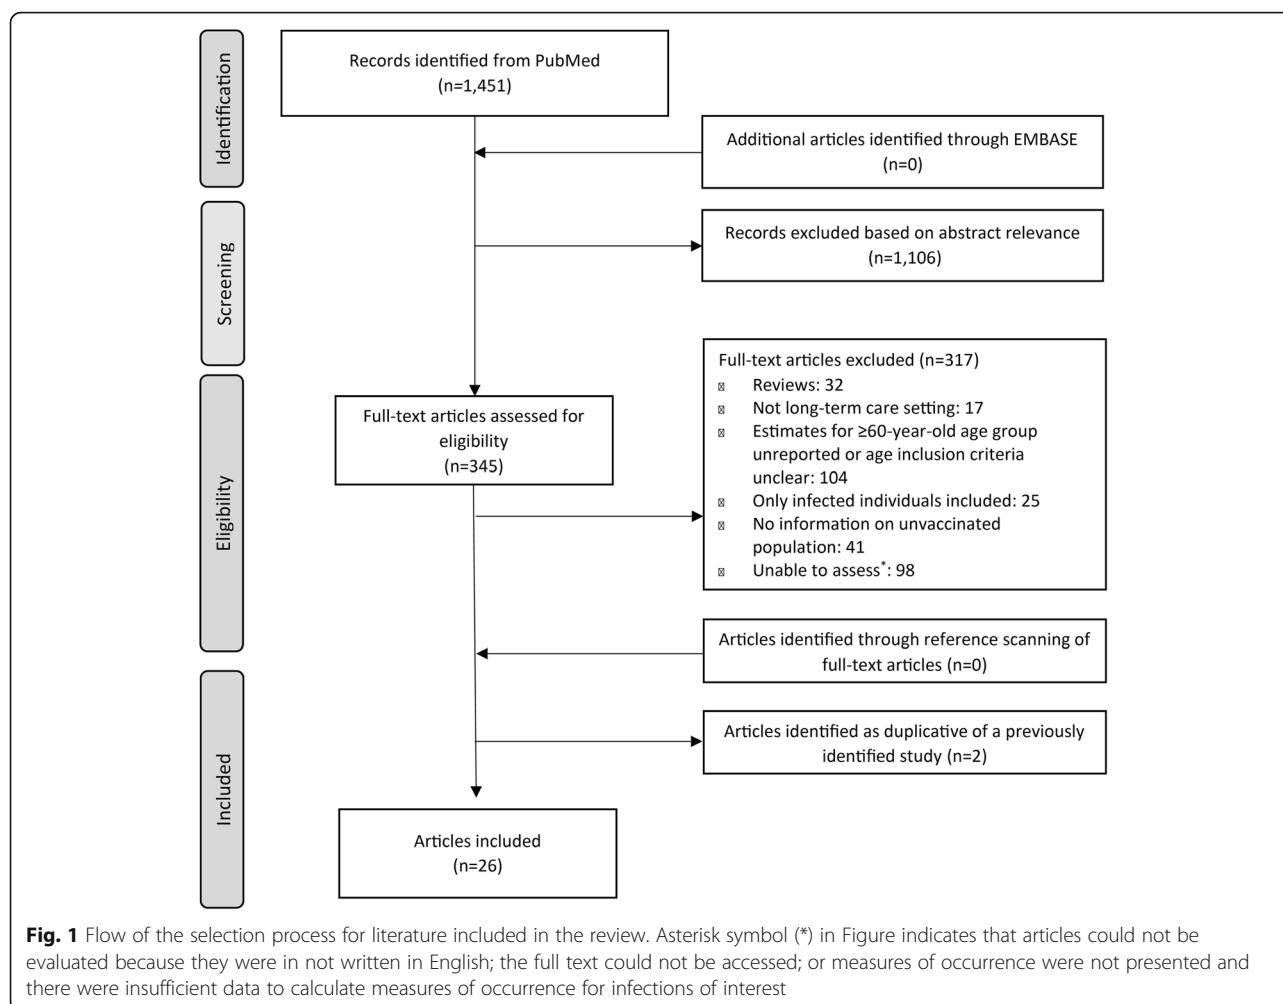 Identification
Records identified from PubMed
(n=1,451)
Additional articles identified through EMBASE
(n=0)
Screening
Records excluded based on abstract relevance
(n=1,106)
Eligibility
Full-text articles assessed for
eligibility
(n=345)
Full-text articles excluded (n=317)
Reviews: 32
Not long-term care setting: 17
Estimates for ≥60-year-old age group
unreported or age inclusion criteria
unclear: 104
Only infected individuals included: 25
No information on unvaccinated
population: 41
Unable to assess*: 98
Articles identified through reference scanning of
full-text articles (n=0)
Included
Articles identified as duplicative of a previously
identified study (n=2)
Articles included
(n=26)
Fig. 1 Flow of the selection process for literature included in the review. Asterisk symbol (*) in Figure indicates that articles could not be
evaluated because they were in not written in English; the full text could not be accessed; or measures of occurrence were not presented and
there were insufficient data to calculate measures of occurrence for infections of interest